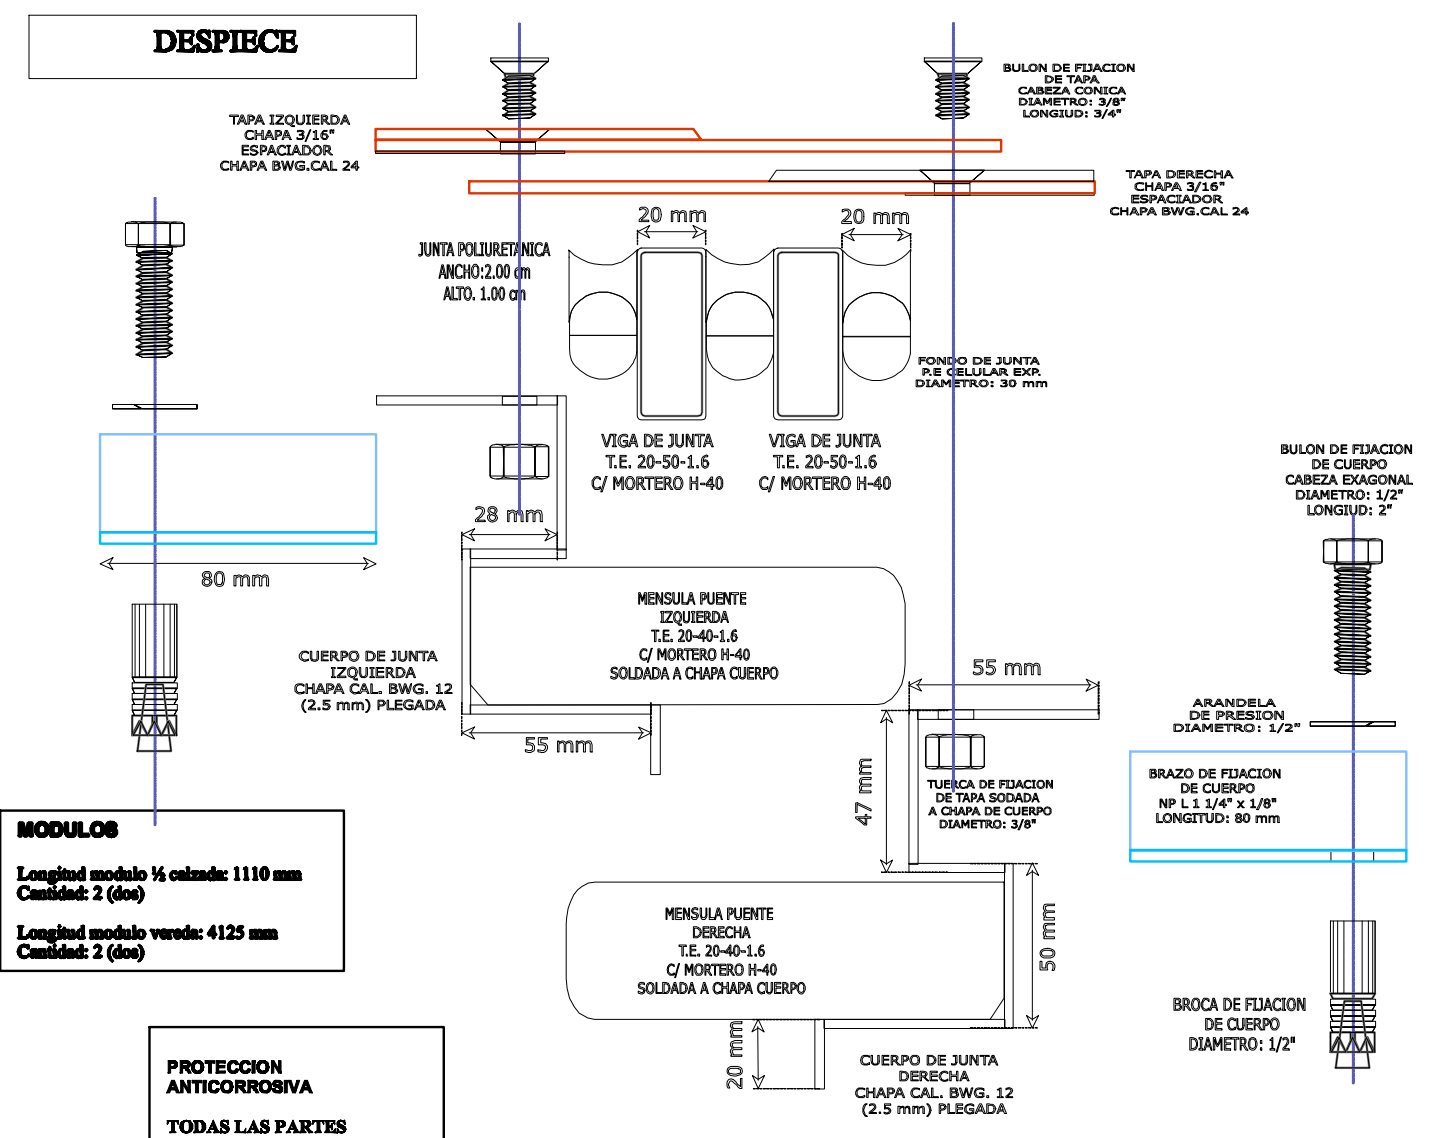 DESPIECE
BULON DE FIJACION
DE TAPA
CABEZA CONICA
DIAMETRO: 3/8"
LONGIUD: 3/4"
TAPA IZQUIERDA
CHAPA 3/16"
ESPACIADOR
CHAPA BWG.CAL 24
TAPA DERECHA
CHAPA 3/16"
ESPACIADOR
CHAPA BWG.CAL 24
20 mm
20 mm
JUNTA POLIURETANICA
ANCHO:2.00 cm
ALTO. 1.00 cm
FONDO DE JUNTA
P.E CELULAR EXP.
DIAMETRO: 30 mm
VIGA DE JUNTA
T.E. 20-50-1.6
C/ MORTERO H-40
VIGA DE JUNTA
T.E. 20-50-1.6
C/ MORTERO H-40
BULON DE FIJACION
DE CUERPO
CABEZA EXAGONAL
DIAMETRO: 1/2"
LONGIUD: 2"
28 mm
80 mm
MENSULA PUENTE
IZQUIERDA
T.E. 20-40-1.6
C/ MORTERO H-40
SOLDADA A CHAPA CUERPO
CUERPO DE JUNTA
IZQUIERDA
CHAPA CAL. BWG. 12
(2.5 mm) PLEGADA
55 mm
55 mm
ARANDELA
DE PRESION
DIAMETRO: 1/2"
47 mm
TUERCA DE FIJACION
DE TAPA SODADA
A CHAPA DE CUERPO
DIAMETRO: 3/8"
BRAZO DE FIJACION
DE CUERPO
NP L 1 1/4" x 1/8"
LONGITUD: 80 mm
MODULOS
Longitud modulo ½ calzada: 1110 mm
Cantidad: 2 (dos)
Longitud modulo vereda: 4125 mm
Cantidad: 2 (dos)
MENSULA PUENTE
DERECHA
T.E. 20-40-1.6
C/ MORTERO H-40
SOLDADA A CHAPA CUERPO
50 mm
20 mm
BROCA DE FIJACION
DE CUERPO
DIAMETRO: 1/2"
CUERPO DE JUNTA
DERECHA
CHAPA CAL. BWG. 12
(2.5 mm) PLEGADA
PROTECCION
ANTICORROSIVA
TODAS LAS PARTES